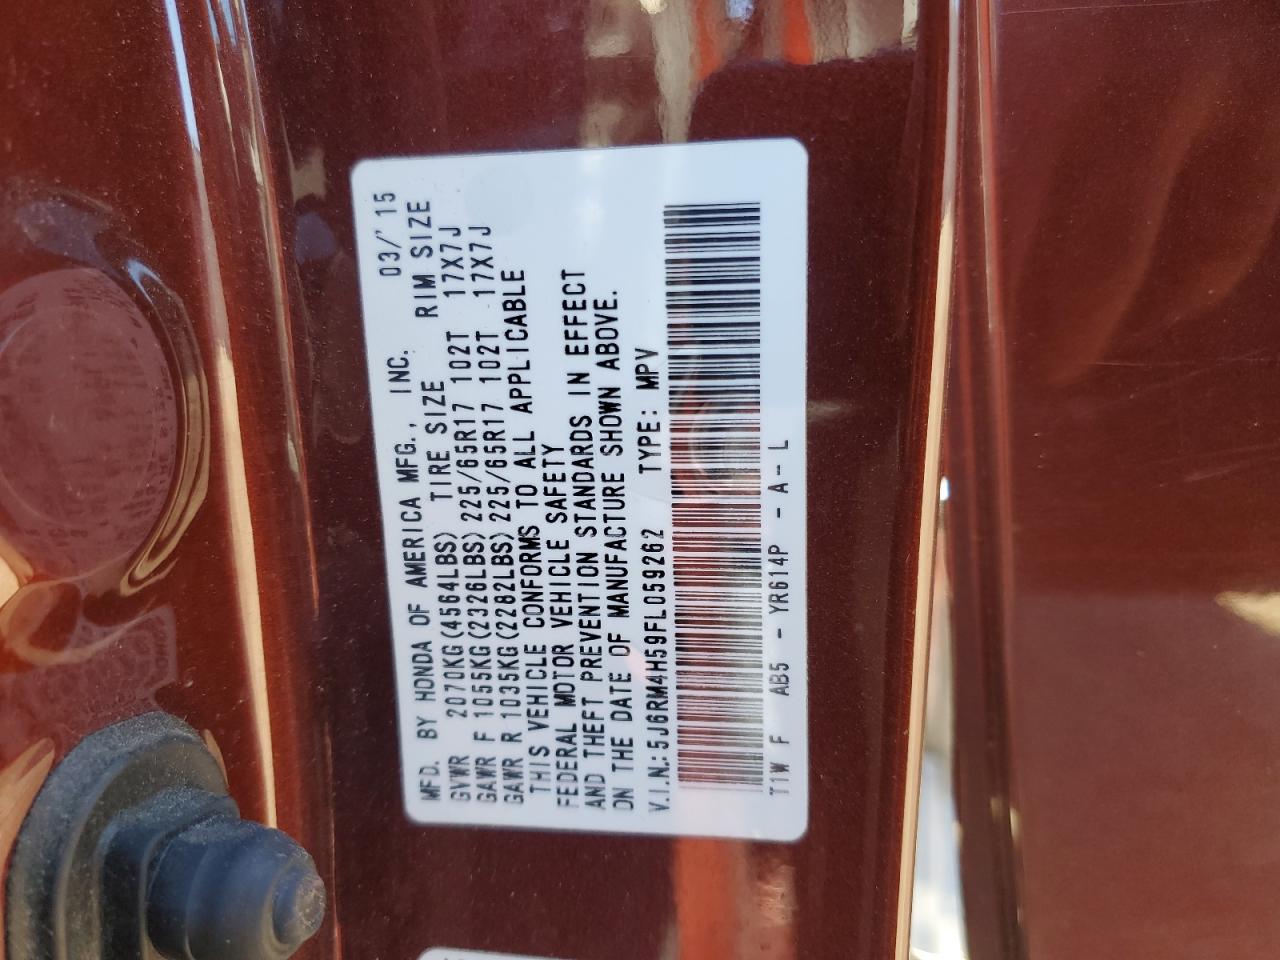 MFD. BY HONDA OF AMERICA MFG., INC. 03/'15
GVWR 2070KG(4564LBS) TIRE SIZE RIM SIZE
GAWR F 1055KG(2326LBS) 225/65R17 102T 17X7J
GAWR R 1035KG(2282LBS) 225/65R17 102T 17X7J
THIS VEHICLE CONFORMS TO ALL APPLICABLE
FEDERAL MOTOR VEHICLE SAFETY
AND THEFT PREVENTION STANDARDS IN EFFECT
ON THE DATE OF MANUFACTURE SHOWN ABOVE.
V.I.N.:5J6RM4H59FL059262 TYPE: MPV
T1W F AB5 - YR614P - A-- L